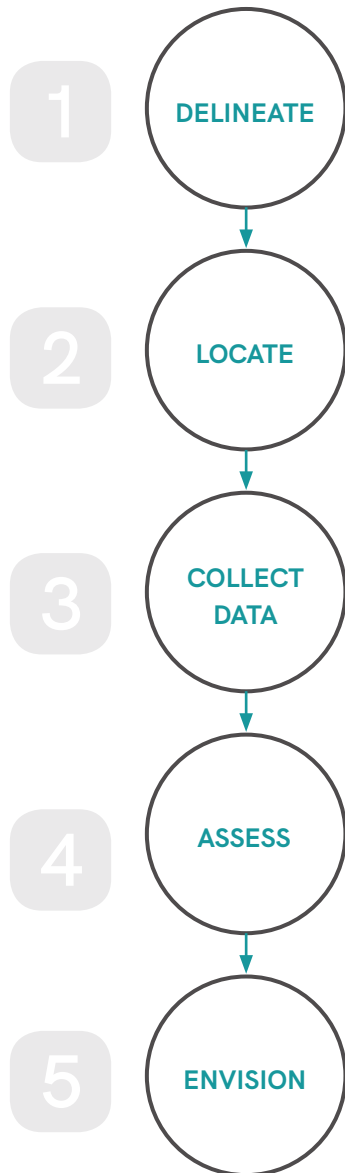 1
DELINEATE
2
LOCATE
3
COLLECT
DATA
4
ASSESS
5
ENVISION